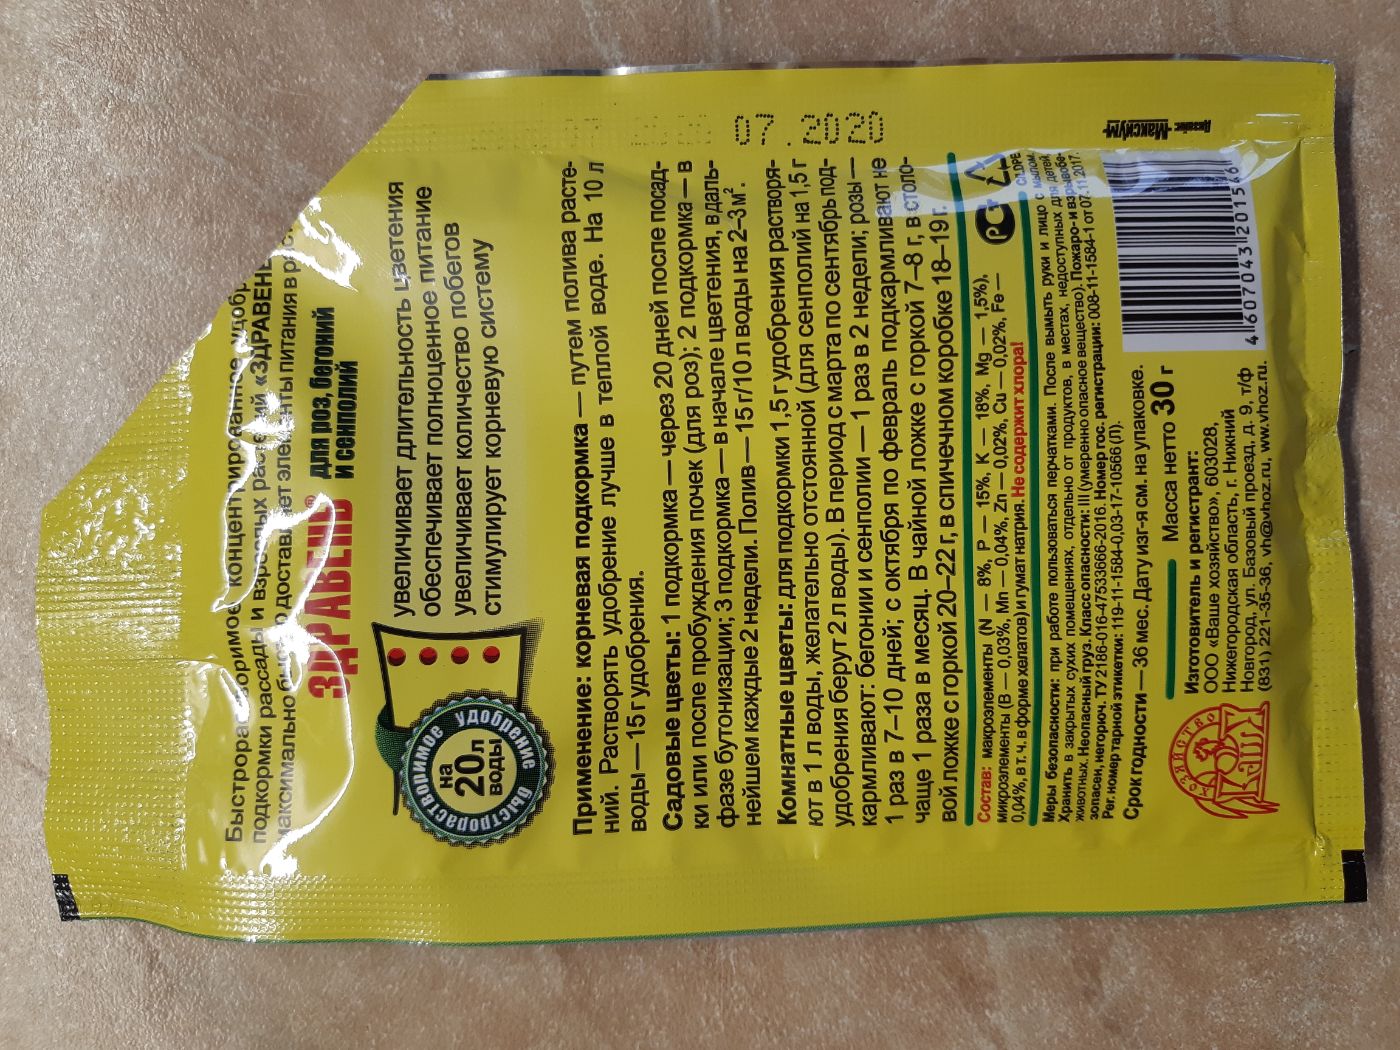 Быстрорастворимое концентрированное удобр
подкормки рассады и взрослых растений «ЗДРАВЕНЬ
максимально быстро доставляет элементы питания в рас
ЗДРАВЕНЬ®
для роз, бегоний
и сенполий
увеличивает длительность цветения
обеспечивает полноценное питание
увеличивает количество побегов
стимулирует корневую систему
быстрорастворимое удобрение
на
20л
воды
Применение: корневая подкормка — путем полива расте-
ний. Растворять удобрение лучше в теплой воде. На 10 л
воды — 15 г удобрения.
Садовые цветы: 1 подкормка — через 20 дней после посад-
ки или после пробуждения почек (для роз); 2 подкормка — в
фазе бутонизации; 3 подкормка — в начале цветения, в даль-
нейшем каждые 2 недели. Полив — 15 г/10 л воды на 2–3 м².
Комнатные цветы: для подкормки 1,5 г удобрения растворя-
ют в 1 л воды, желательно отстоянной (для сенполий на 1,5 г
удобрения берут 2 л воды). В период с марта по сентябрь под-
кармливают: бегонии и сенполии — 1 раз в 2 недели; розы —
1 раз в 7–10 дней; с октября по февраль подкармливают не
чаще 1 раза в месяц. В чайной ложке с горкой 7–8 г, в столо-
вой ложке с горкой 20–22 г, в спичечном коробке 18–19 г.
Состав: макроэлементы (N — 8%, P — 15%, K — 18%, Mg — 1,5%),
микроэлементы (B — 0,03%, Mn — 0,04%, Zn — 0,02%, Cu — 0,02%, Fe —
0,04%, в т. ч. в форме хелатов) и гумат натрия. Не содержит хлора!
РС
LDPE
Меры безопасности: при работе пользоваться перчатками. После вымыть руки и лицо с мылом.
Хранить в закрытых сухих помещениях, отдельно от продуктов, в местах, недоступных для детей,
животных. Неопасный груз. Класс опасности: III (умеренно опасное вещество). Пожаро- и взрывобе-
зопасен, негорюч. ТУ 2186-016-47533666-2016. Номер гос. регистрации: 008-11-1584-1 от 07.11.2017.
Рег. номер тарной этикетки: 1119-11-1584-0,03-17-10566 (Л).
Срок годности — 36 мес. Дату изг-я см. на упаковке.
Масса нетто 30 г
Изготовитель и регистрант:
ООО «Ваше хозяйство», 603028,
Нижегородская область, г. Нижний
Новгород, ул. Базовый проезд, д. 9, т/ф
(831) 221-35-36, vh@vhoz.ru, www.vhoz.ru.
ВАШЕ ХОЗЯЙСТВО
4 607043 201546
07.2020
Дизайн:
Максимум